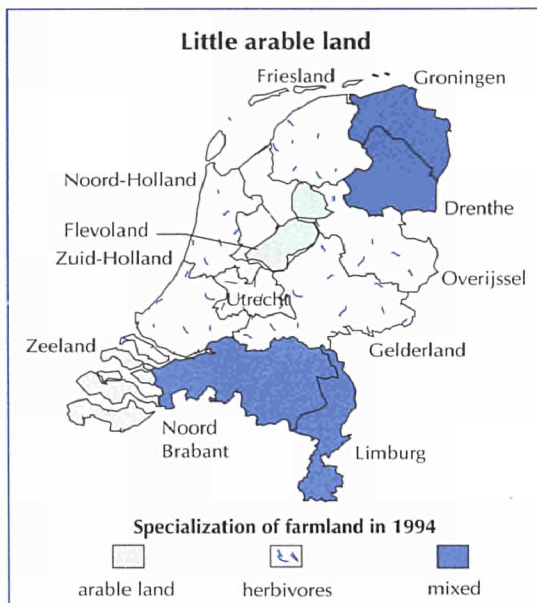 Little arable land
Friesland
Groningen
Noord-Holland
Drenthe
Flevoland
Zuid-Holland
Overijssel
Utrecht
Zeeland
Gelderland
Noord
Brabant
Limburg
Specialization of farmland in 1994
arable land
herbivores
mixed